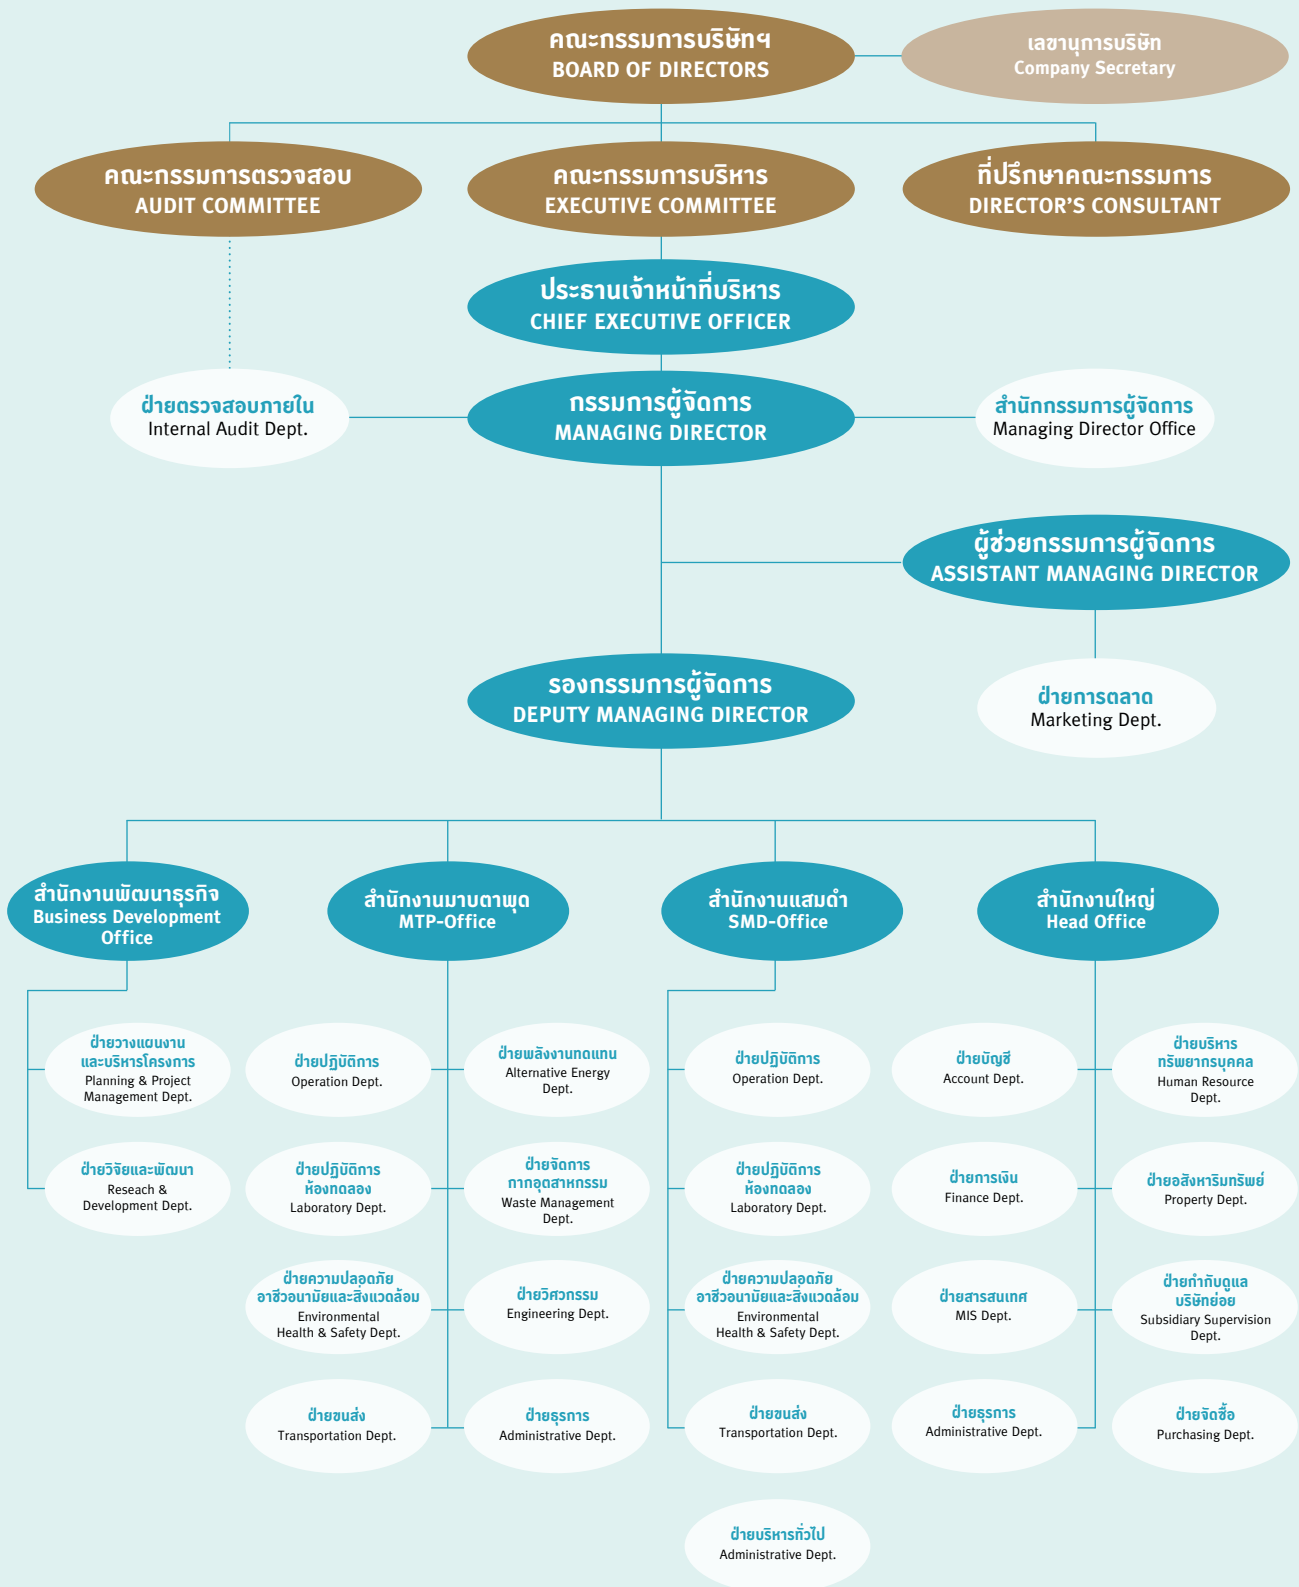 คณะกรรมการบริษัทฯ
BOARD OF DIRECTORS
เลขานุการบริษัท
Company Secretary
คณะกรรมการตรวจสอบ
AUDIT COMMITTEE
คณะกรรมการบริหาร
EXECUTIVE COMMITTEE
ที่ปรึกษาคณะกรรมการ
DIRECTOR'S CONSULTANT
ประธานเจ้าหน้าที่บริหาร
CHIEF EXECUTIVE OFFICER
ฝ่ายตรวจสอบภายใน
Internal Audit Dept.
กรรมการผู้จัดการ
MANAGING DIRECTOR
สำนักกรรมการผู้จัดการ
Managing Director Office
ผู้ช่วยกรรมการผู้จัดการ
ASSISTANT MANAGING DIRECTOR
รองกรรมการผู้จัดการ
DEPUTY MANAGING DIRECTOR
ฝ่ายการตลาด
Marketing Dept.
สำนักงานพัฒนาธุรกิจ
Business Development
Office
สำนักงานมาบตาพุด
MTP-Office
สำนักงานแสมดำ
SMD-Office
สำนักงานใหญ่
Head Office
ฝ่ายวางแผนงาน
และบริหารโครงการ
Planning & Project
Management Dept.
ฝ่ายปฏิบัติการ
Operation Dept.
ฝ่ายพลังงานทดแทน
Alternative Energy
Dept.
ฝ่ายปฏิบัติการ
Operation Dept.
ฝ่ายบัญชี
Account Dept.
ฝ่ายบริหาร
ทรัพยากรบุคคล
Human Resource
Dept.
ฝ่ายวิจัยและพัฒนา
Reseach &
Development Dept.
ฝ่ายปฏิบัติการ
ห้องทดลอง
Laboratory Dept.
ฝ่ายจัดการ
กากอุตสาหกรรม
Waste Management
Dept.
ฝ่ายปฏิบัติการ
ห้องทดลอง
Laboratory Dept.
ฝ่ายการเงิน
Finance Dept.
ฝ่ายอสังหาริมทรัพย์
Property Dept.
ฝ่ายความปลอดภัย
อาชีวอนามัยและสิ่งแวดล้อม
Environmental
Health & Safety Dept.
ฝ่ายวิศวกรรม
Engineering Dept.
ฝ่ายความปลอดภัย
อาชีวอนามัยและสิ่งแวดล้อม
Environmental
Health & Safety Dept.
ฝ่ายสารสนเทศ
MIS Dept.
ฝ่ายกำกับดูแล
บริษัทย่อย
Subsidiary Supervision
Dept.
ฝ่ายขนส่ง
Transportation Dept.
ฝ่ายธุรการ
Administrative Dept.
ฝ่ายขนส่ง
Transportation Dept.
ฝ่ายธุรการ
Administrative Dept.
ฝ่ายจัดซื้อ
Purchasing Dept.
ฝ่ายบริหารทั่วไป
Administrative Dept.